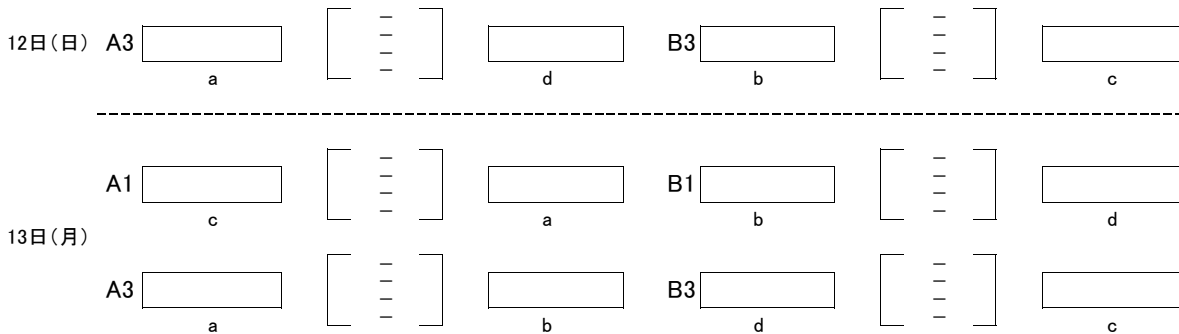 12日(日) A3 – – – – B3 – – – –
a d b c
A1 – – – – B1 – – – –
c a b d
13日(月)
A3 – – – – B3 – – – –
a b d c